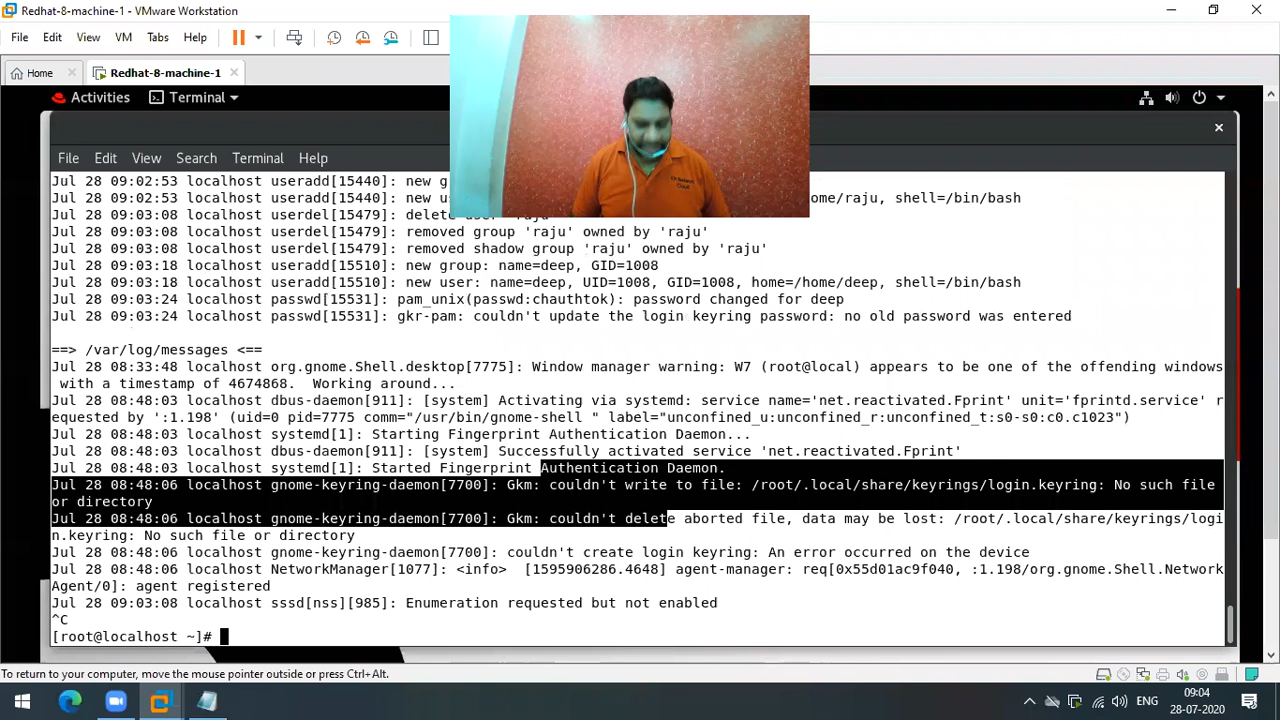 Redhat-8-machine-1 - VMware Workstation
File Edit View VM Tabs Help
Home Redhat-8-machine-1
Activities Terminal
File Edit View Search Terminal Help
Jul 28 09:02:53 localhost useradd[15440]: new g
Jul 28 09:02:53 localhost useradd[15440]: new u ome/raju, shell=/bin/bash
Jul 28 09:03:08 localhost userdel[15479]: delete user 'raju'
Jul 28 09:03:08 localhost userdel[15479]: removed group 'raju' owned by 'raju'
Jul 28 09:03:08 localhost userdel[15479]: removed shadow group 'raju' owned by 'raju'
Jul 28 09:03:18 localhost useradd[15510]: new group: name=deep, GID=1008
Jul 28 09:03:18 localhost useradd[15510]: new user: name=deep, UID=1008, GID=1008, home=/home/deep, shell=/bin/bash
Jul 28 09:03:24 localhost passwd[15531]: pam_unix(passwd:chauthtok): password changed for deep
Jul 28 09:03:24 localhost passwd[15531]: gkr-pam: couldn't update the login keyring password: no old password was entered
==> /var/log/messages <==
Jul 28 08:33:48 localhost org.gnome.Shell.desktop[7775]: Window manager warning: W7 (root@local) appears to be one of the offending windows
with a timestamp of 4674868.  Working around...
Jul 28 08:48:03 localhost dbus-daemon[911]: [system] Activating via systemd: service name='net.reactivated.Fprint' unit='fprintd.service' r
equested by ':1.198' (uid=0 pid=7775 comm="/usr/bin/gnome-shell " label="unconfined_u:unconfined_r:unconfined_t:s0-s0:c0.c1023")
Jul 28 08:48:03 localhost systemd[1]: Starting Fingerprint Authentication Daemon...
Jul 28 08:48:03 localhost dbus-daemon[911]: [system] Successfully activated service 'net.reactivated.Fprint'
Jul 28 08:48:03 localhost systemd[1]: Started Fingerprint Authentication Daemon.
Jul 28 08:48:06 localhost gnome-keyring-daemon[7700]: Gkm: couldn't write to file: /root/.local/share/keyrings/login.keyring: No such file
or directory
Jul 28 08:48:06 localhost gnome-keyring-daemon[7700]: Gkm: couldn't delete aborted file, data may be lost: /root/.local/share/keyrings/logi
n.keyring: No such file or directory
Jul 28 08:48:06 localhost gnome-keyring-daemon[7700]: couldn't create login keyring: An error occurred on the device
Jul 28 08:48:06 localhost NetworkManager[1077]: <info>  [1595906286.4648] agent-manager: req[0x55d01ac9f040, :1.198/org.gnome.Shell.Network
Agent/0]: agent registered
Jul 28 09:03:08 localhost sssd[nss][985]: Enumeration requested but not enabled
^C
[root@localhost ~]#
To return to your computer, move the mouse pointer outside or press Ctrl+Alt.
ENG
09:04
28-07-2020